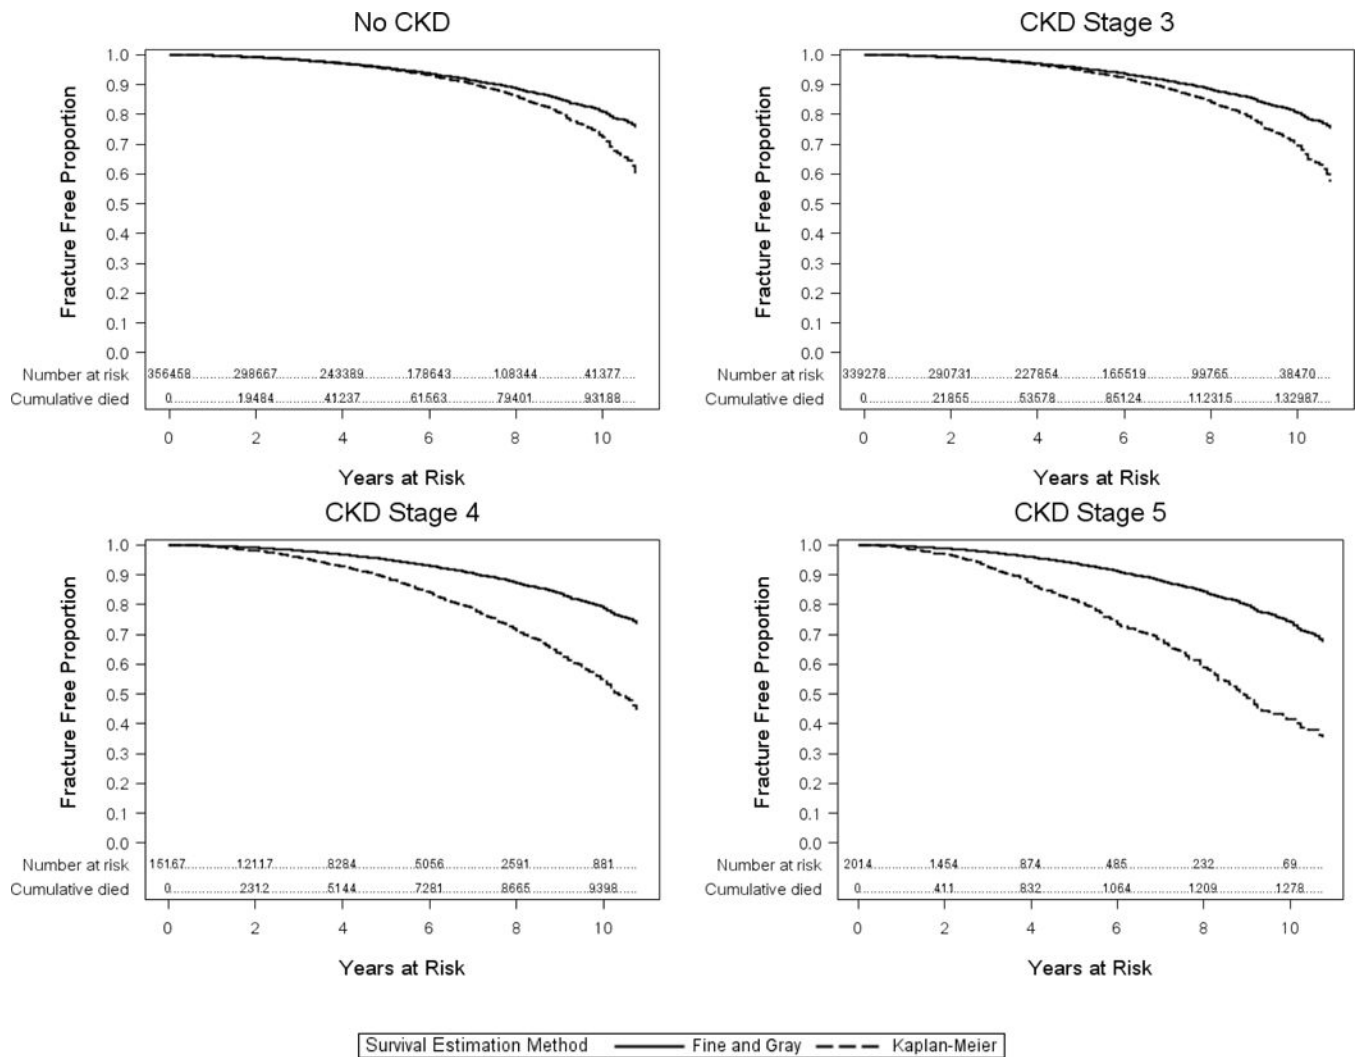 No CKD
CKD Stage 3
Fracture Free Proportion
1.0
0.9
0.8
0.7
0.6
0.5
0.4
0.3
0.2
0.1
0.0
Number at risk 356458 298667 243389 178643 108344 41377
Cumulative died 0 19484 41237 61563 79401 93188
0 2 4 6 8 10
Years at Risk
Fracture Free Proportion
1.0
0.9
0.8
0.7
0.6
0.5
0.4
0.3
0.2
0.1
0.0
Number at risk 339278 290731 227854 165519 99765 38470
Cumulative died 0 21855 53578 85124 112315 132987
0 2 4 6 8 10
Years at Risk
CKD Stage 4
CKD Stage 5
Fracture Free Proportion
1.0
0.9
0.8
0.7
0.6
0.5
0.4
0.3
0.2
0.1
0.0
Number at risk 15167 12117 8284 5056 2591 881
Cumulative died 0 2312 5144 7281 8665 9398
0 2 4 6 8 10
Years at Risk
Fracture Free Proportion
1.0
0.9
0.8
0.7
0.6
0.5
0.4
0.3
0.2
0.1
0.0
Number at risk 2014 1464 874 485 232 69
Cumulative died 0 411 832 1064 1209 1278
0 2 4 6 8 10
Years at Risk
Survival Estimation Method Fine and Gray Kaplan-Meier